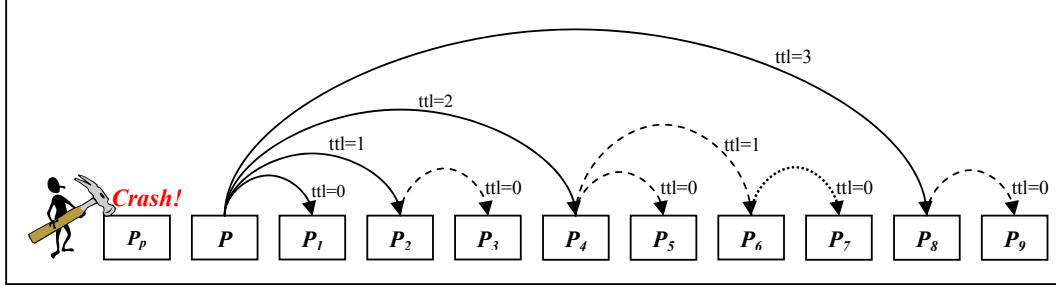 ttl=3
ttl=2
ttl=1
ttl=1
Crash!
ttl=0
ttl=0
ttl=0
ttl=0
ttl=0
Pp
P
P1
P2
P3
P4
P5
P6
P7
P8
P9